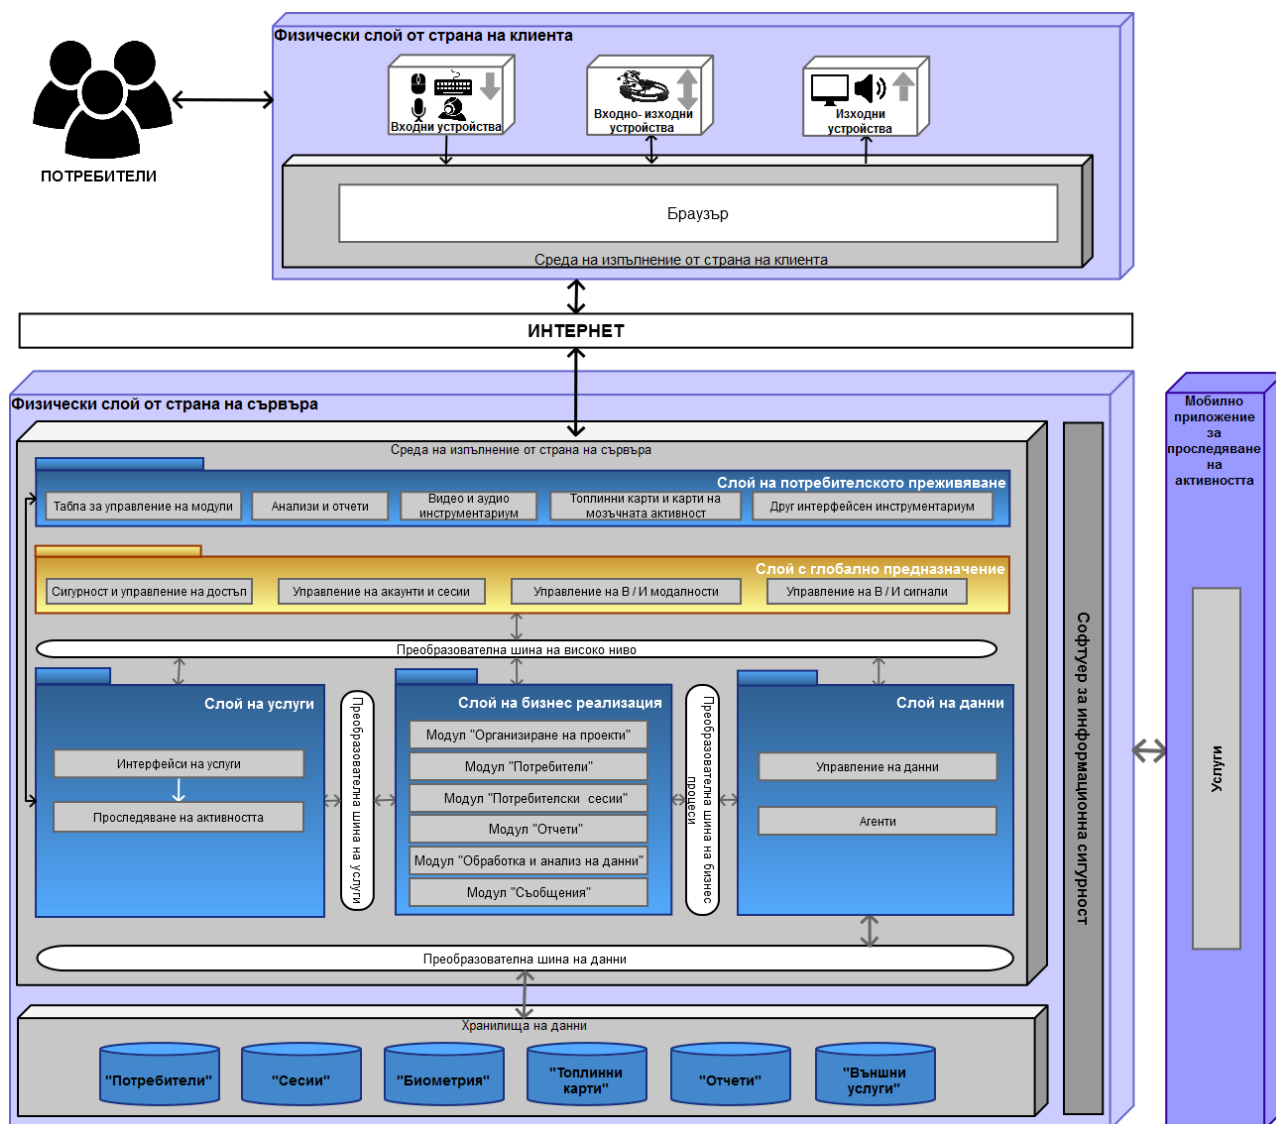 Физически слой от страна на клиента
Входни устройства
Входно- изходни
устройства
Изходни
устройства
ПОТРЕБИТЕЛИ
Браузър
Среда на изпълнение от страна на клиента
ИНТЕРНЕТ
Физически слой от страна на сървъра
Среда на изпълнение от страна на сървъра
Слой на потребителското преживяване
Табла за управление на модули
Анализи и отчети
Видео и аудио
инструментариум
Топлинни карти и карти на
мозъчната активност
Друг интерфейсен инструментариум
Слой с глобално предназначение
Сигурност и управление на достъп
Управление на акаунти и сесии
Управление на В / И модалности
Управление на В / И сигнали
Преобразователна шина на високо ниво
Слой на услуги
Интерфейси на услуги
Проследяване на активността
Преобразователна шина на услуги
Слой на бизнес реализация
Модул "Организиране на проекти"
Модул "Потребители"
Модул "Потребителски сесии"
Модул "Отчети"
Модул "Обработка и анализ на данни"
Модул "Съобщения"
Преобразователна шина на бизнес
процеси
Слой на данни
Управление на данни
Агенти
Преобразователна шина на данни
Хранилища на данни
"Потребители"
"Сесии"
"Биометрия"
"Топлинни
карти"
"Отчети"
"Външни
услуги"
Софтуер за информационна сигурност
Мобилно
приложение
за
проследяване
на
активността
Услуги